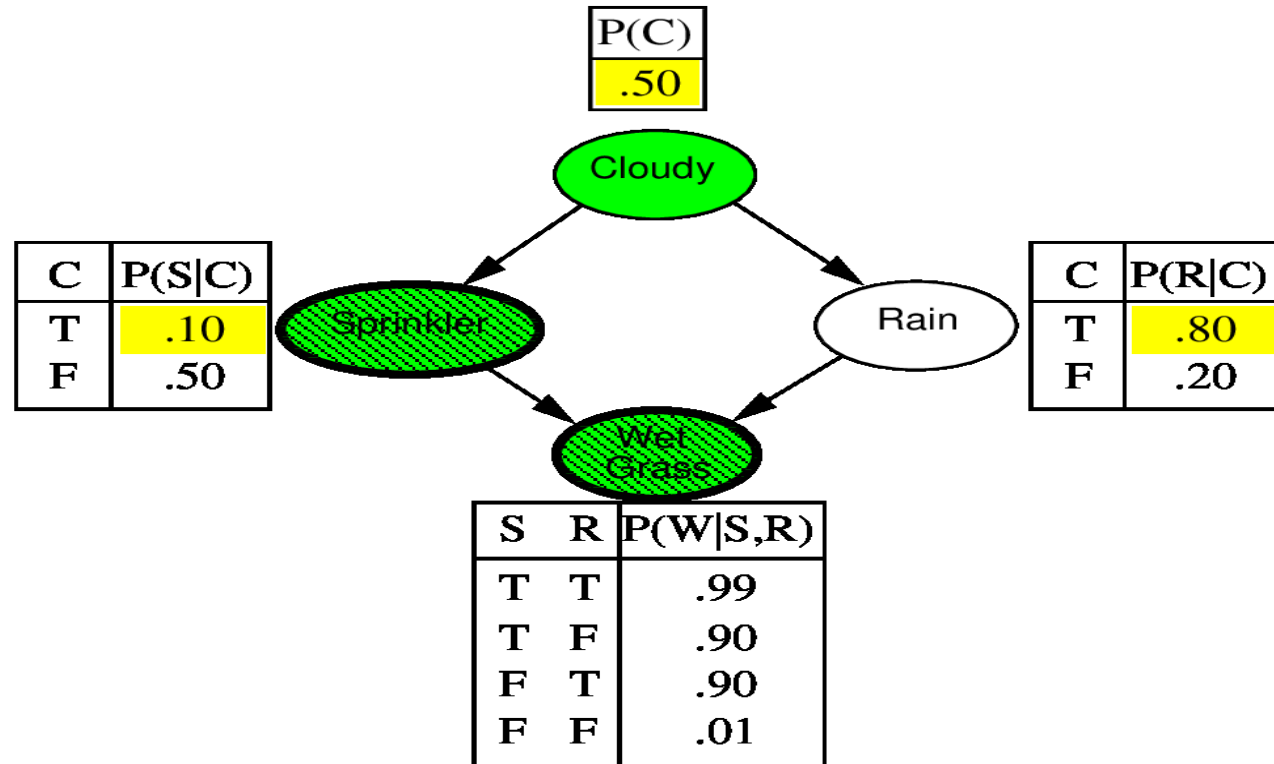 P(C)
.50
Cloudy
C P(S|C)
T .10
F .50
Sprinkler
Rain
C P(R|C)
T .80
F .20
Wet
Grass
S R P(W|S,R)
T T .99
T F .90
F T .90
F F .01